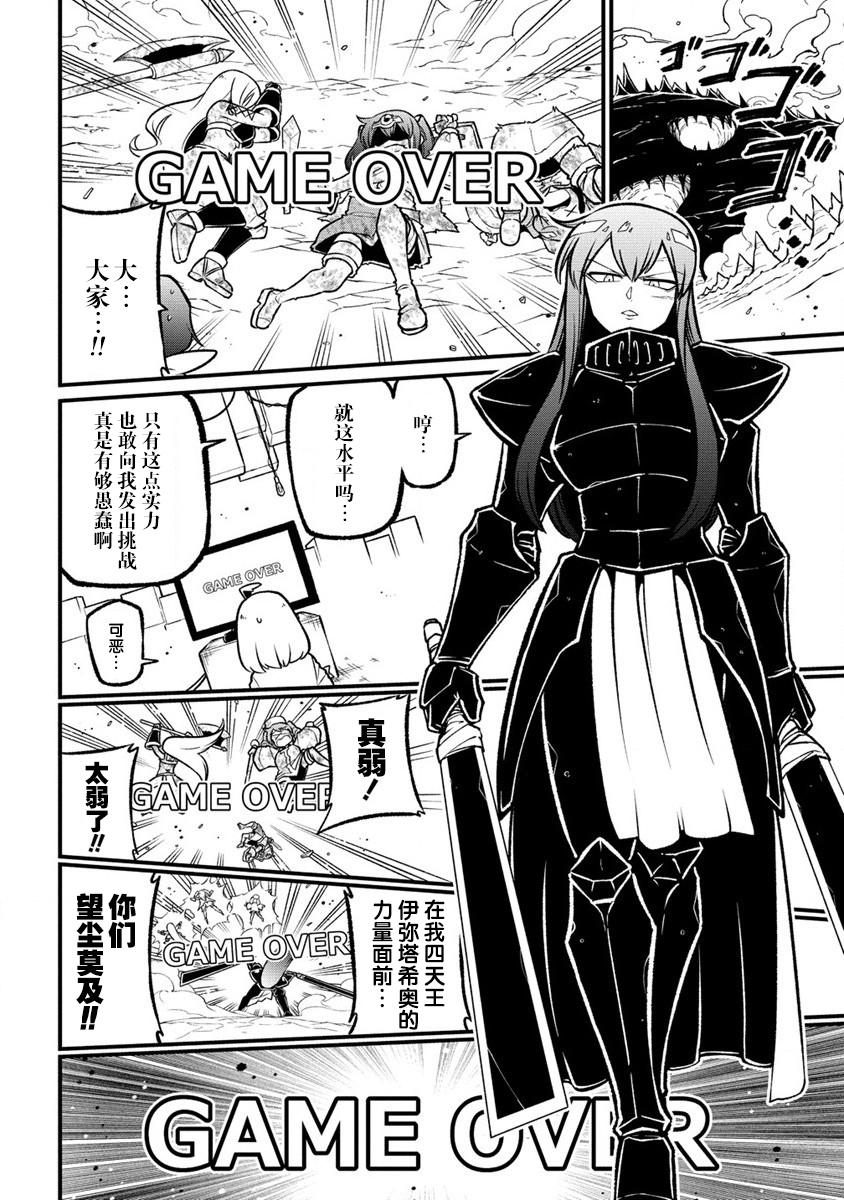 ゴゴゴゴ
GAME OVER
大…
大家…!!
哼…
就这水平吗…
只有这点实力
也敢向我发出挑战
真是有够愚蠢啊
GAME OVER
可恶…
真弱!
GAME OVER
太弱了!!
在我四天王
伊弥塔希奥的
力量面前…
GAME OVER
你们
望尘莫及!!
GAME OVER